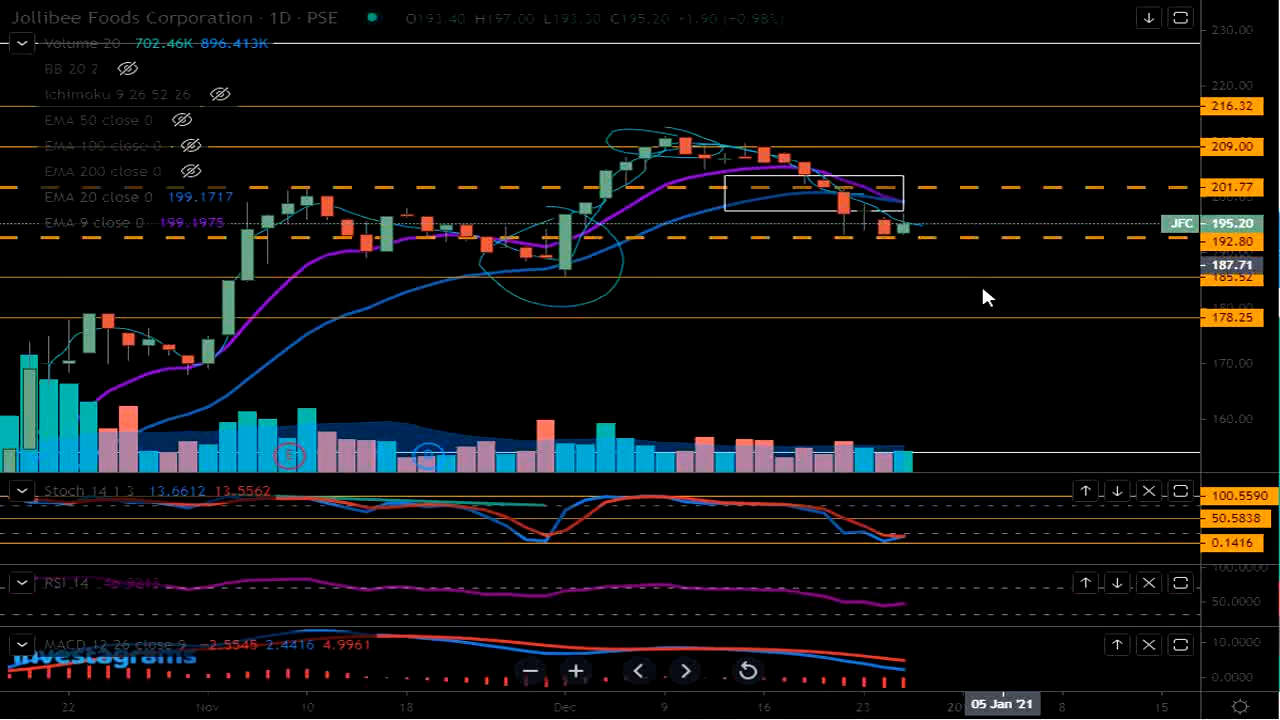 Jollibee Foods Corporation · 1D · PSE O193.40 H197.00 L193.30 C195.20 +1.90 (+0.98%)
Volume 20 702.46K 896.413K
BB 20 2
Ichimoku 9 26 52 26
EMA 50 close 0
EMA 100 close 0
EMA 200 close 0
EMA 20 close 0 199.1717
EMA 9 close 0 199.1975
230.00
220.00
216.32
209.00
201.77
JFC 195.20
192.80
187.71
185.52
180.00
178.25
170.00
160.00
Stoch 14 1 3 13.6612 13.5562
100.5590
50.5838
0.1416
RSI 14
100.0000
50.0000
MACD 12 26 close 9 −2.5545 2.4416 4.9961
Investagrams
10.0000
0.0000
22 Nov 10 18 Dec 9 16 23 05 Jan '21 8 15